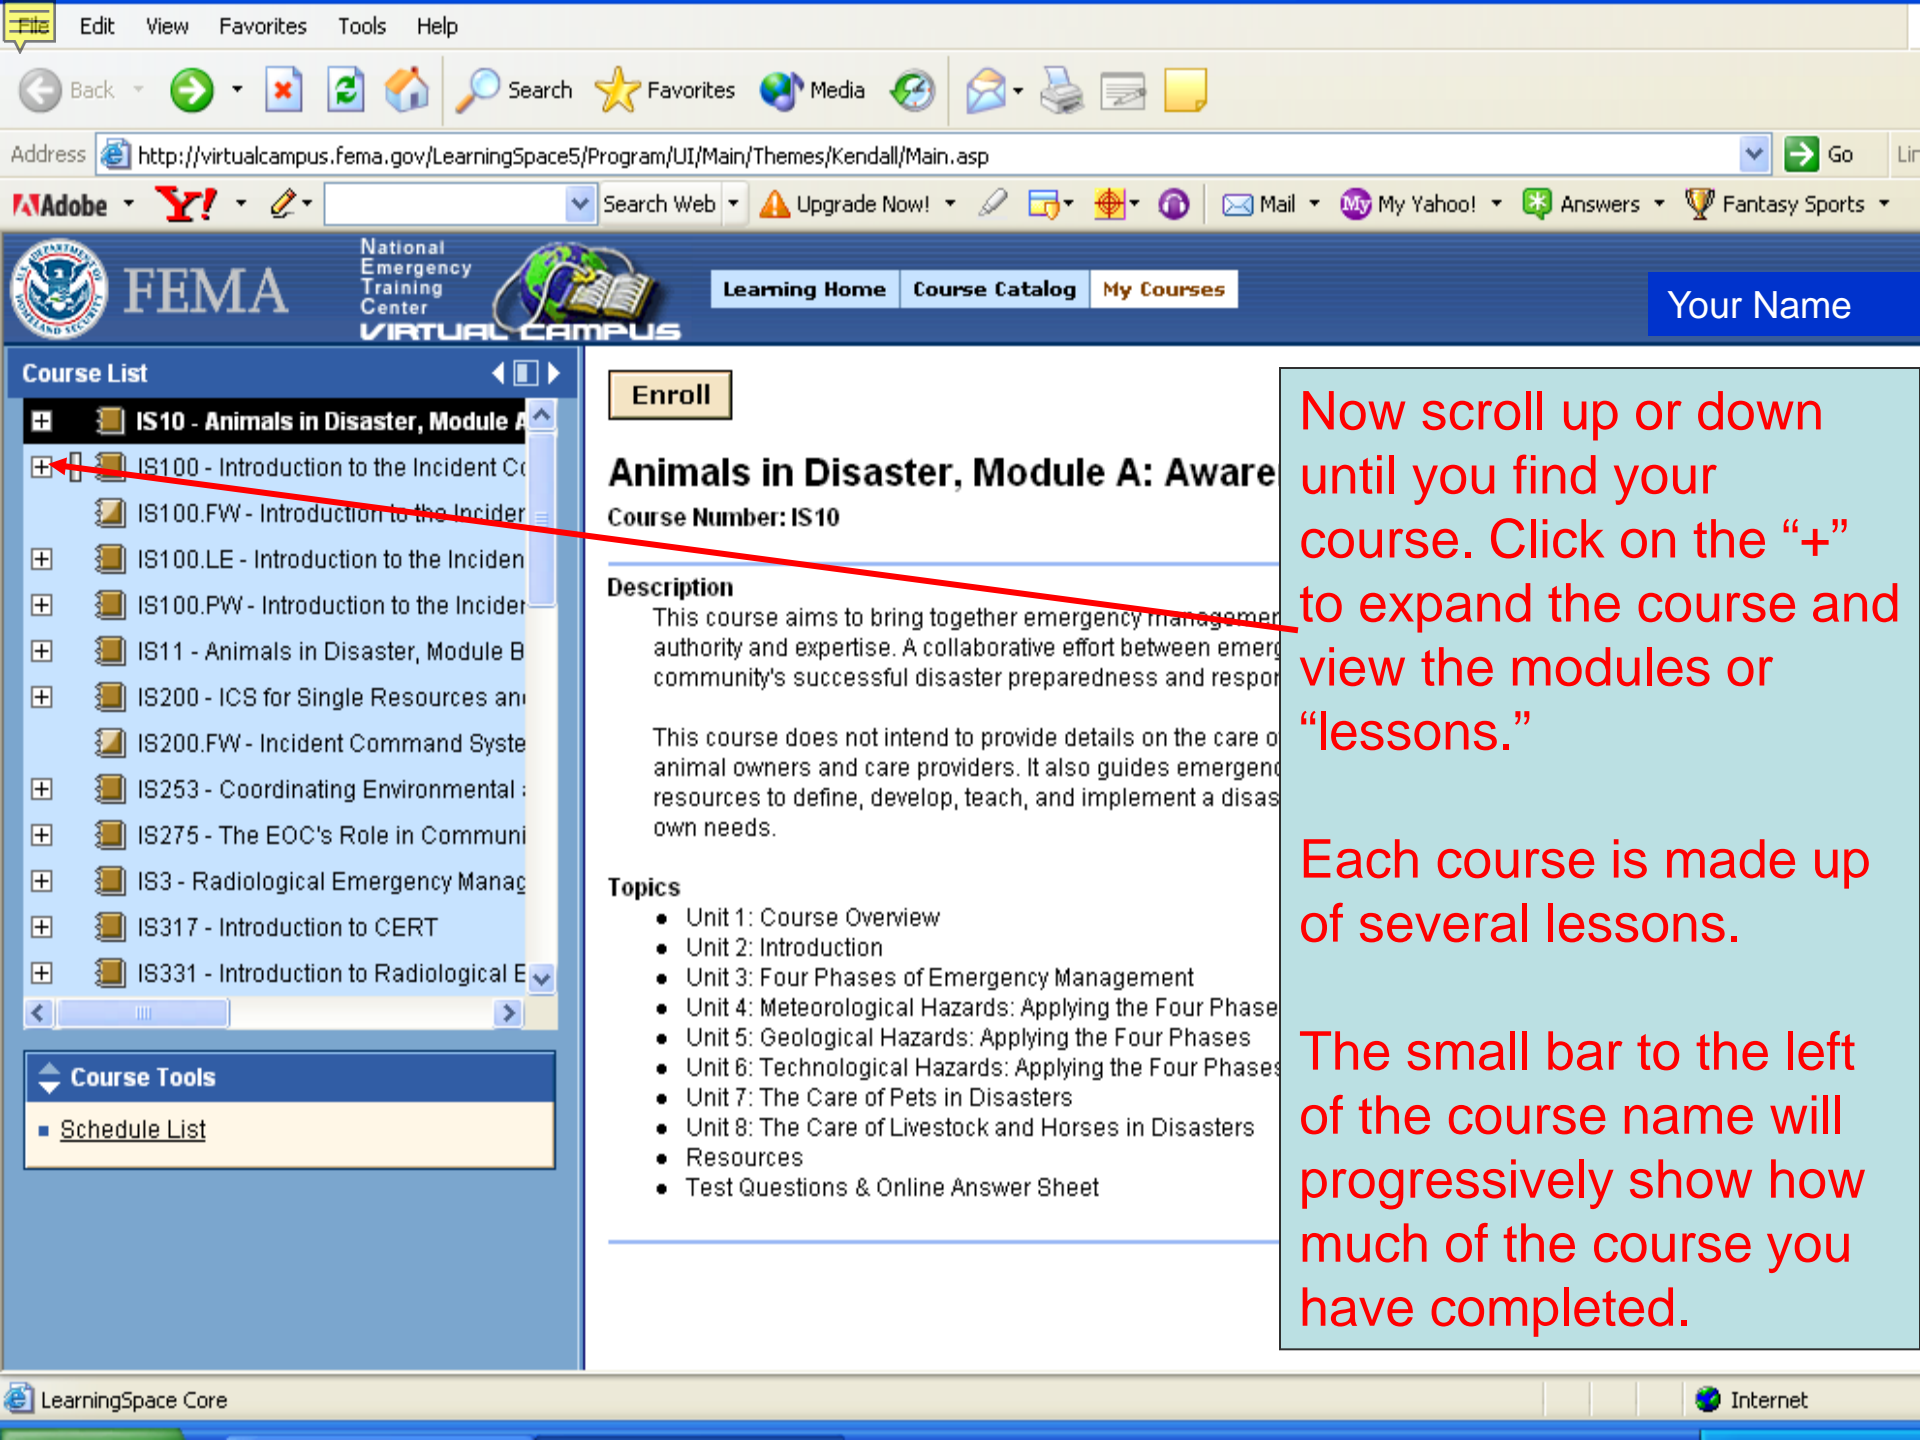 File Edit View Favorites Tools Help
Back Search Favorites Media
Address http://virtualcampus.fema.gov/LearningSpace5/Program/UI/Main/Themes/Kendall/Main.asp Go
Adobe Y! Search Web Upgrade Now! Mail My My Yahoo! Answers Fantasy Sports
FEMA
National
Emergency
Training
Center
VIRTUAL CAMPUS
Learning Home Course Catalog My Courses
Your Name
Course List
IS10 - Animals in Disaster, Module A
IS100 - Introduction to the Incident
IS100.FW - Introduction to the
IS100.LE - Introduction to the
IS100.PW - Introduction to the
IS11 - Animals in Disaster, Module B
IS200 - ICS for Single Resources
IS200.FW - Incident Command
IS253 - Coordinating Environmental
IS275 - The EOC's Role in
IS3 - Radiological Emergency
IS317 - Introduction to CERT
IS331 - Introduction to Radiological
Course Tools
Schedule List
Enroll
Animals in Disaster, Module A:
Course Number: IS10
Description
This course aims to bring together emergency
authority and expertise. A collaborative effort between
community's successful disaster preparedness and
This course does not intend to provide details on the care
animal owners and care providers. It also guides
resources to define, develop, teach, and implement a
own needs.
Topics
Unit 1: Course Overview
Unit 2: Introduction
Unit 3: Four Phases of Emergency Management
Unit 4: Meteorological Hazards: Applying the Four
Unit 5: Geological Hazards: Applying the Four Phases
Unit 6: Technological Hazards: Applying the Four Phases
Unit 7: The Care of Pets in Disasters
Unit 8: The Care of Livestock and Horses in Disasters
Resources
Test Questions & Online Answer Sheet
Now scroll up or down
until you find your
course. Click on the “+”
to expand the course and
view the modules or
“lessons.”
Each course is made up
of several lessons.
The small bar to the left
of the course name will
progressively show how
much of the course you
have completed.
LearningSpace Core Internet